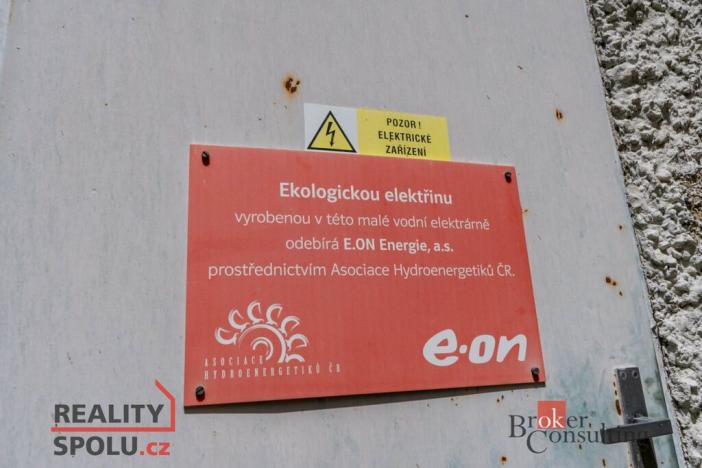 POZOR!
ELEKTRICKÉ
ZAŘÍZENÍ
Ekologickou elektřinu
vyrobenou v této malé vodní elektrárně
odebírá E.ON Energie, a.s.
prostřednictvím Asociace Hydroenergetiků ČR.
ASOCIACE
HYDROENERGETIKŮ ČR
e·on
REALITY
SPOLU.cz
Broker
Consulting